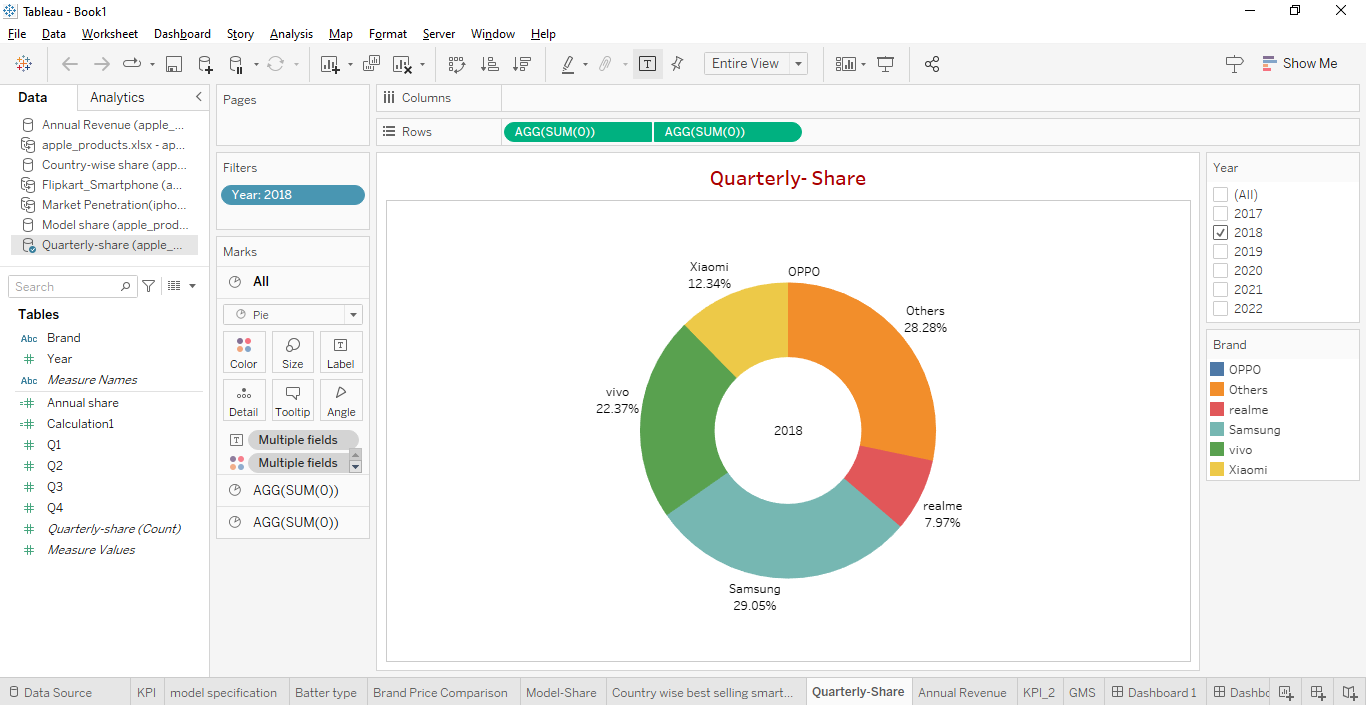 Tableau - Book1
File Data Worksheet Dashboard Story Analysis Map Format Server Window Help
Entire View
Show Me
Data Analytics
Annual Revenue (apple_...
apple_products.xlsx - ap...
Country-wise share (app...
Flipkart_Smartphone (a...
Market Penetration(ipho...
Model share (apple_prod...
Quarterly-share (apple_...
Search
Tables
Abc Brand
# Year
Abc Measure Names
=# Annual share
=# Calculation1
# Q1
# Q2
# Q3
# Q4
# Quarterly-share (Count)
# Measure Values
Pages
Filters
Year: 2018
Marks
All
Pie
Color Size Label
Detail Tooltip Angle
Multiple fields
Multiple fields
AGG(SUM(0))
AGG(SUM(0))
Columns
Rows AGG(SUM(0)) AGG(SUM(0))
Quarterly- Share
Xiaomi
12.34%
OPPO
Others
28.28%
vivo
22.37%
2018
realme
7.97%
Samsung
29.05%
Year
(All)
2017
2018
2019
2020
2021
2022
Brand
OPPO
Others
realme
Samsung
vivo
Xiaomi
Data Source KPI model specification Batter type Brand Price Comparison Model-Share Country wise best selling smart... Quarterly-Share Annual Revenue KPI_2 GMS Dashboard 1 Dashbo